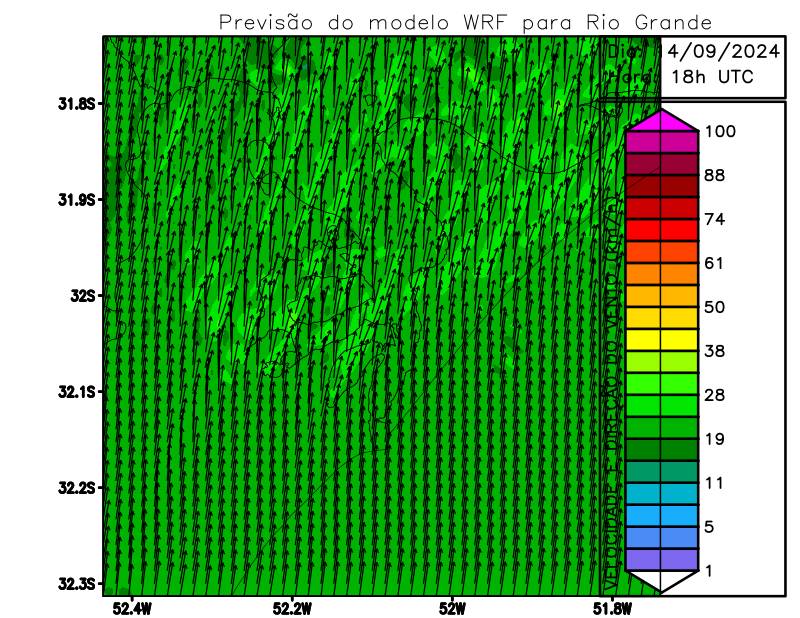 Previsão do modelo WRF para Rio Grande
Dia: 14/09/2024
Hora: 18h UTC
31.8S
31.9S
32S
32.1S
32.2S
32.3S
52.4W
52.2W
52W
51.8W
VELOCIDADE E DIREÇÃO DO VENTO (km/h)
100
88
74
61
50
38
28
19
11
5
1